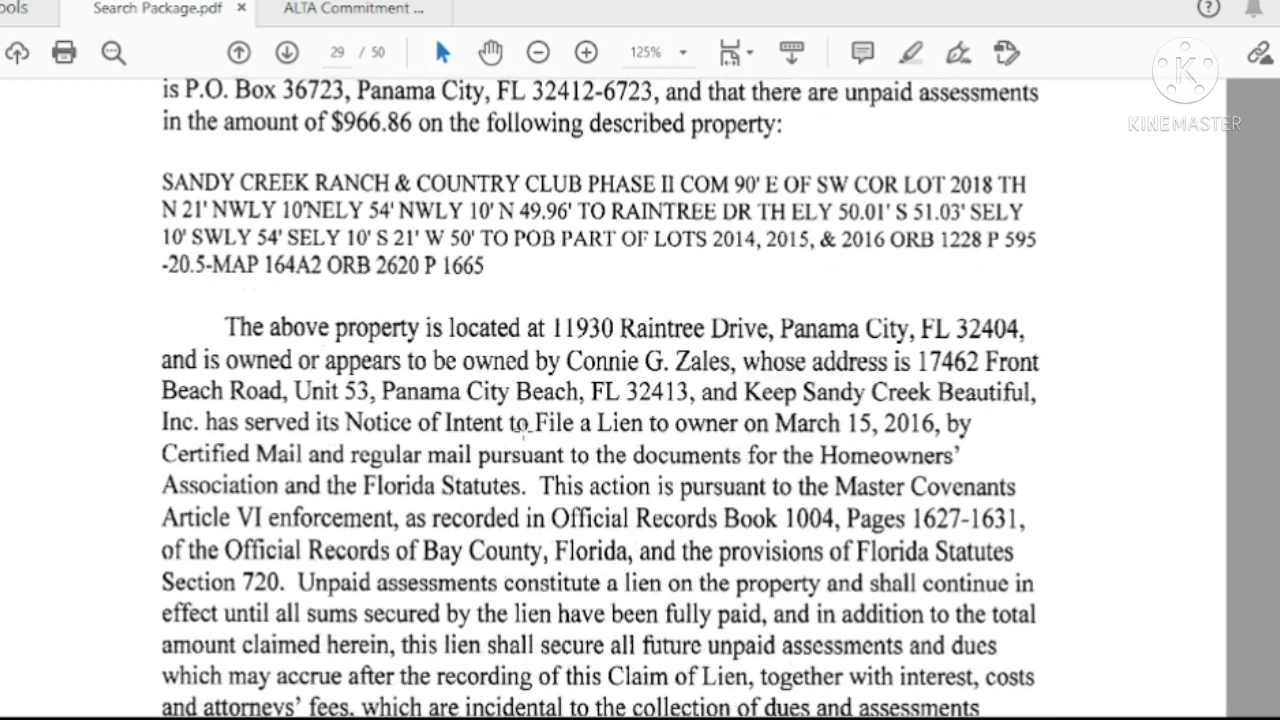 ools
Search Package.pdf ×
ALTA Commitment ...
29 / 50
125%
KINEMASTER
is P.O. Box 36723, Panama City, FL 32412-6723, and that there are unpaid assessments
in the amount of $966.86 on the following described property:
SANDY CREEK RANCH & COUNTRY CLUB PHASE II COM 90' E OF SW COR LOT 2018 TH
N 21' NWLY 10'NELY 54' NWLY 10' N 49.96' TO RAINTREE DR TH ELY 50.01' S 51.03' SELY
10' SWLY 54' SELY 10' S 21' W 50' TO POB PART OF LOTS 2014, 2015, & 2016 ORB 1228 P 595
-20.5-MAP 164A2 ORB 2620 P 1665
The above property is located at 11930 Raintree Drive, Panama City, FL 32404,
and is owned or appears to be owned by Connie G. Zales, whose address is 17462 Front
Beach Road, Unit 53, Panama City Beach, FL 32413, and Keep Sandy Creek Beautiful,
Inc. has served its Notice of Intent to File a Lien to owner on March 15, 2016, by
Certified Mail and regular mail pursuant to the documents for the Homeowners'
Association and the Florida Statutes. This action is pursuant to the Master Covenants
Article VI enforcement, as recorded in Official Records Book 1004, Pages 1627-1631,
of the Official Records of Bay County, Florida, and the provisions of Florida Statutes
Section 720. Unpaid assessments constitute a lien on the property and shall continue in
effect until all sums secured by the lien have been fully paid, and in addition to the total
amount claimed herein, this lien shall secure all future unpaid assessments and dues
which may accrue after the recording of this Claim of Lien, together with interest, costs
and attorneys' fees, which are incidental to the collection of dues and assessments